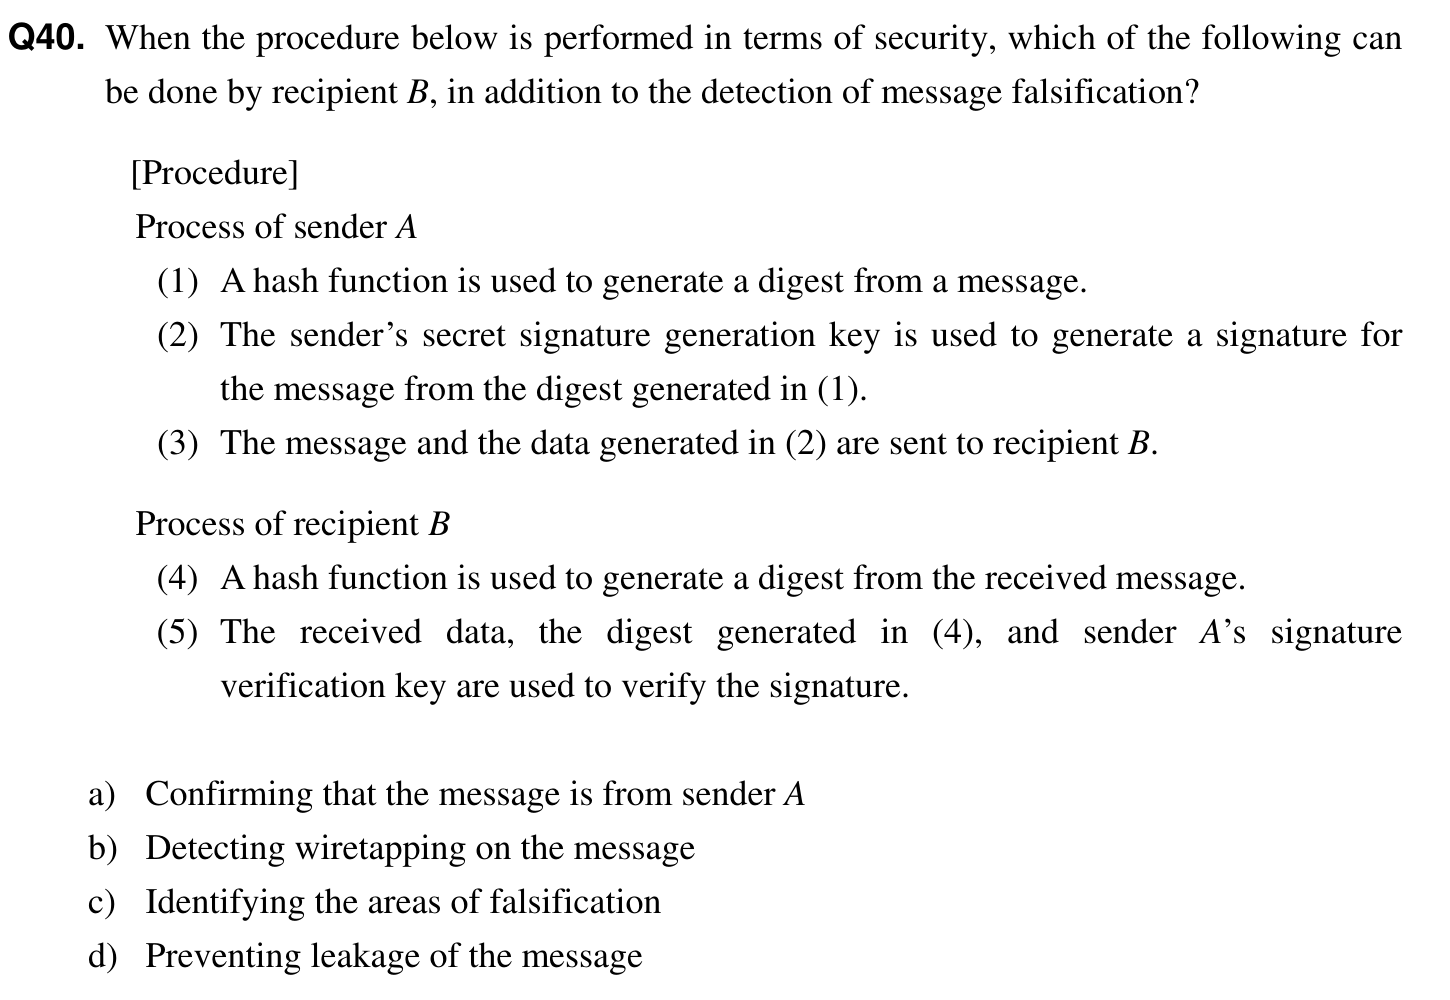 Q40. When the procedure below is performed in terms of security, which of the following can
be done by recipient B, in addition to the detection of message falsification?
[Procedure]
Process of sender A
(1) A hash function is used to generate a digest from a message.
(2) The sender’s secret signature generation key is used to generate a signature for
the message from the digest generated in (1).
(3) The message and the data generated in (2) are sent to recipient B.
Process of recipient B
(4) A hash function is used to generate a digest from the received message.
(5) The received data, the digest generated in (4), and sender A’s signature
verification key are used to verify the signature.
a) Confirming that the message is from sender A
b) Detecting wiretapping on the message
c) Identifying the areas of falsification
d) Preventing leakage of the message